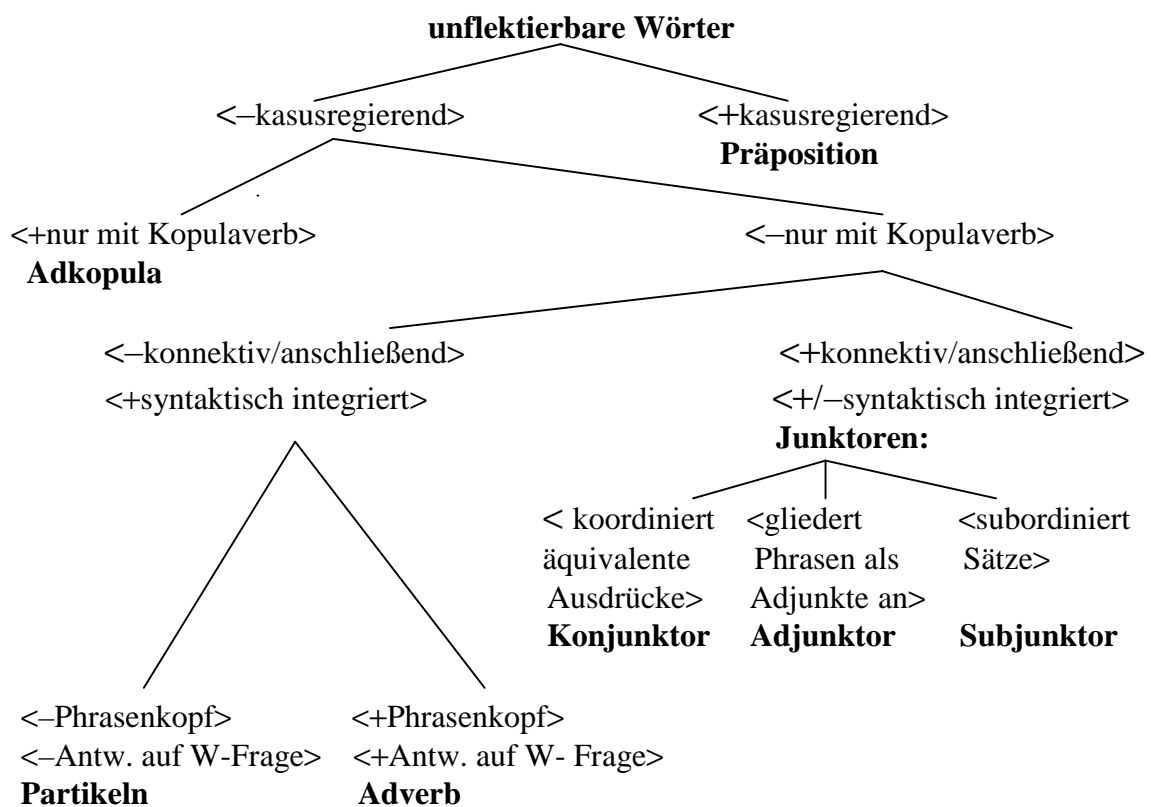 unflektierbare Wörter
<–kasusregierend>
<+kasusregierend>
Präposition
<+nur mit Kopulaverb>
Adkopula
<–nur mit Kopulaverb>
<–konnektiv/anschließend>
<+syntaktisch integriert>
<+konnektiv/anschließend>
<+/–syntaktisch integriert>
Junktoren:
< koordiniert
äquivalente
Ausdrücke>
Konjunktor
<gliedert
Phrasen als
Adjunkte an>
Adjunktor
<subordiniert
Sätze>
Subjunktor
<–Phrasenkopf>
<–Antw. auf W-Frage>
Partikeln
<+Phrasenkopf>
<+Antw. auf W- Frage>
Adverb